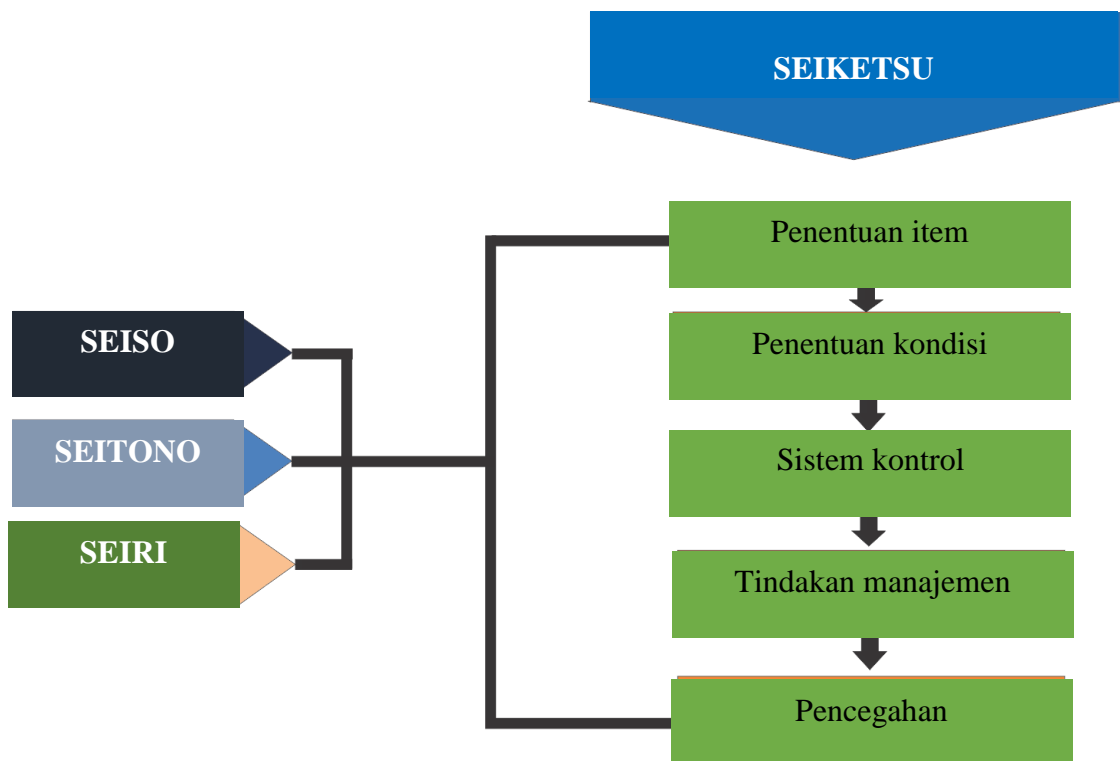 SEIKETSU
Penentuan item
Penentuan kondisi
Sistem kontrol
Tindakan manajemen
Pencegahan
SEISO
SEITONO
SEIRI